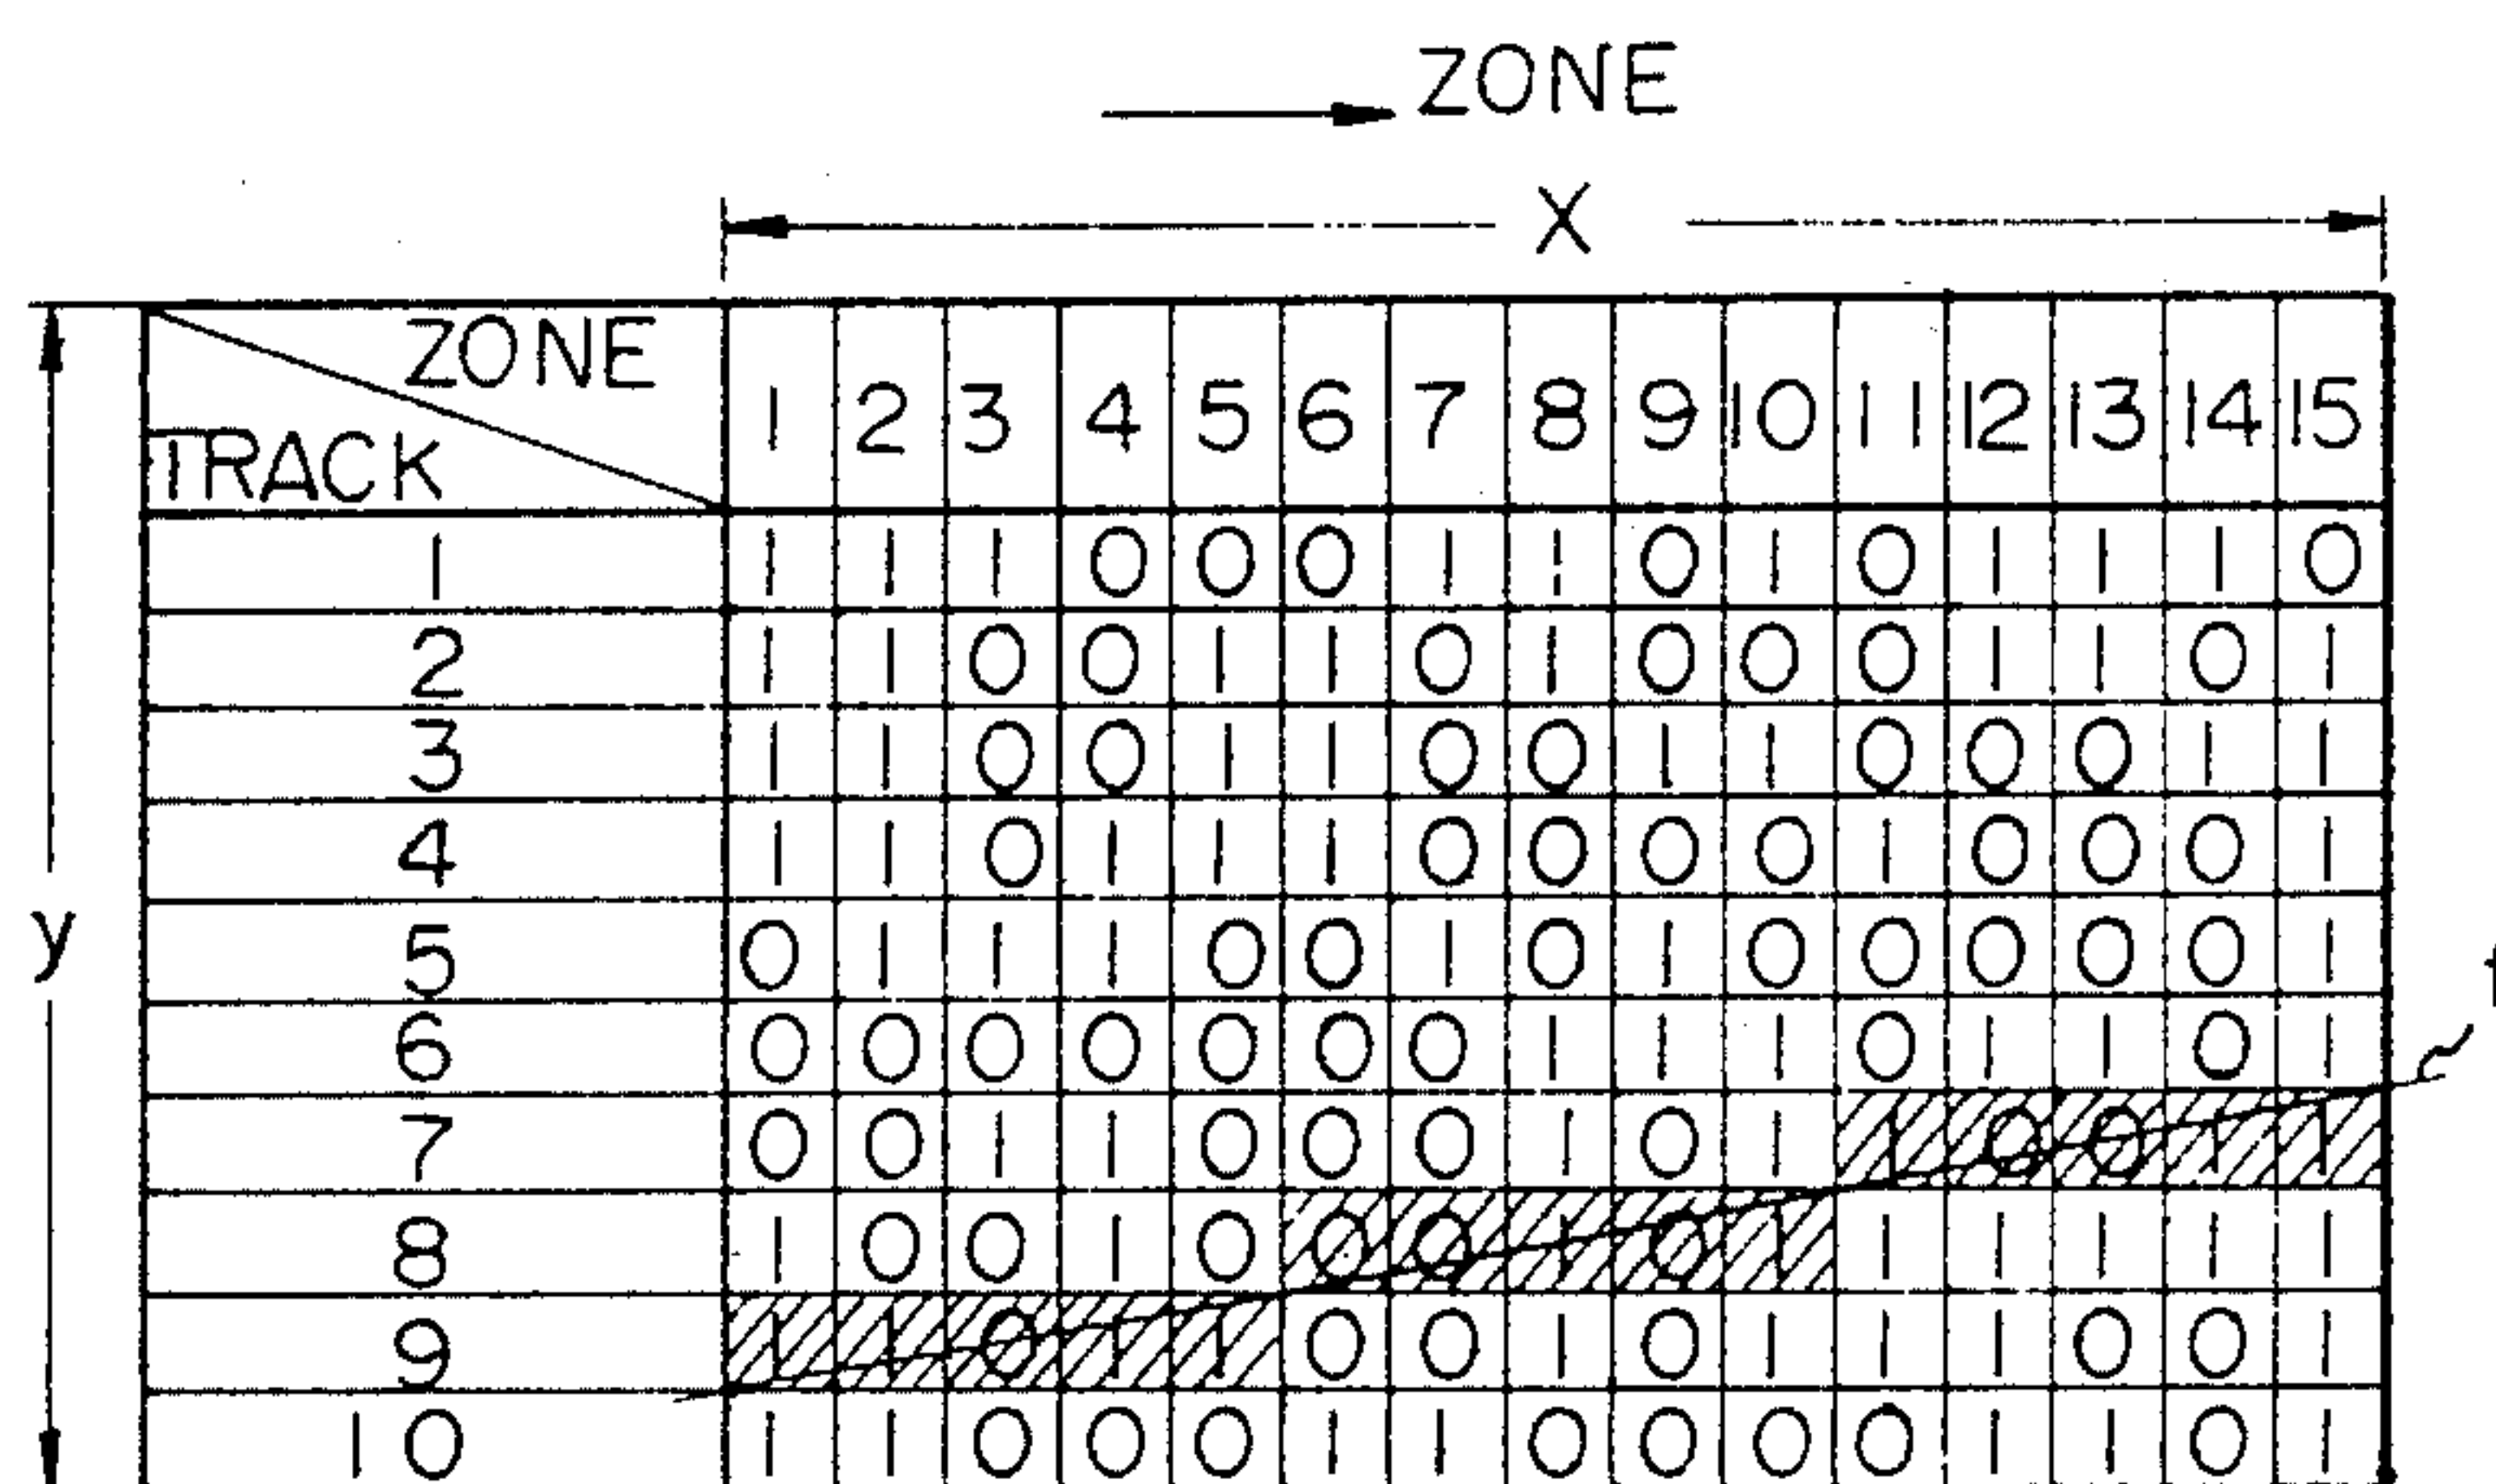 ZONE
X
ZONE
TRACK
1 2 3 4 5 6 7 8 9 10 11 12 13 14 15
1 1 1 1 0 0 0 1 1 0 1 0 1 1 1 0
2 1 1 0 0 1 1 0 1 0 0 0 1 1 0 1
3 1 1 0 0 1 1 0 0 1 1 0 0 0 1 1
4 1 1 0 1 1 1 0 0 0 0 1 0 0 0 1
y
5 0 1 1 1 0 0 1 0 1 0 0 0 0 0 1
6 0 0 0 0 0 0 0 1 1 1 0 1 1 0 1
7 0 0 1 1 0 0 0 1 0 1 1 0 0 1 1
8 1 0 0 1 0 0 0 1 0 1 1 1 1 1 1
9 1 1 0 1 1 0 0 1 0 1 1 1 0 0 1
10 1 1 0 0 0 1 1 0 0 0 0 1 1 0 1